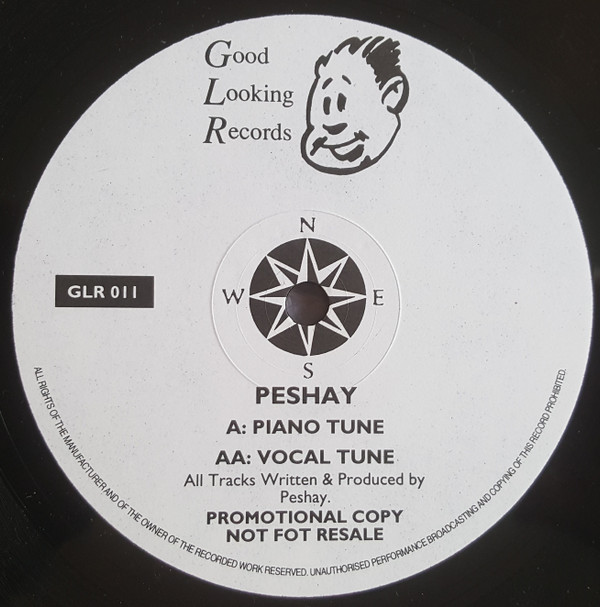 Good
Looking
Records
N
W
E
S
GLR 011
PESHAY
A: PIANO TUNE
AA: VOCAL TUNE
All Tracks Written & Produced by
Peshay.
PROMOTIONAL COPY
NOT FOT RESALE
ALL RIGHTS OF THE MANUFACTURER AND OF THE OWNER OF THE RECORDED WORK RESERVED. UNAUTHORISED PERFORMANCE BROADCASTING AND COPYING OF THIS RECORD PROHIBITED.